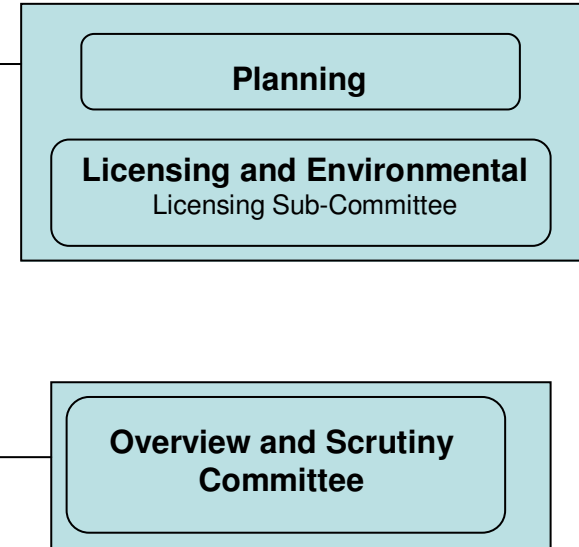 Planning
Licensing and Environmental
Licensing Sub-Committee
Overview and Scrutiny
Committee